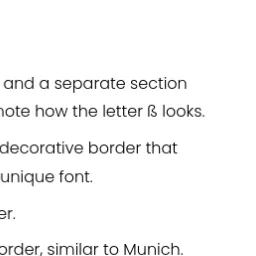 and a separate section
note how the letter ß looks.
decorative border that
unique font.
er.
order, similar to Munich.